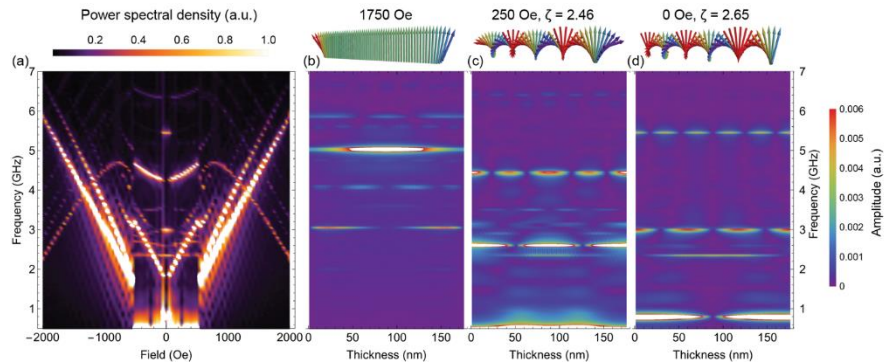 Power spectral density (a.u.)
0.2 0.4 0.6 0.8 1.0
1750 Oe
250 Oe, ζ = 2.46
0 Oe, ζ = 2.65
(a)
(b)
(c)
(d)
7
6
5
4
3
2
1
Frequency (GHz)
−2000 −1000 0 1000 2000
Field (Oe)
0 50 100 150
Thickness (nm)
0 50 100 150
Thickness (nm)
0 50 100 150
Thickness (nm)
7
6
5
4
3
2
1
Frequency (GHz)
0.006
0.005
0.004
0.003
0.002
0.001
0
Amplitude (a.u.)